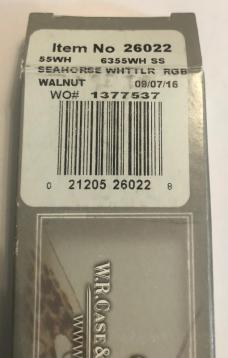 Item No 26022
55WH 6355WH SS
SEAHORSE WHTTLR RGB
WALNUT 09/07/16
WO# 1377537
0 21205 26022 8
W.R. CASE &
WWW.